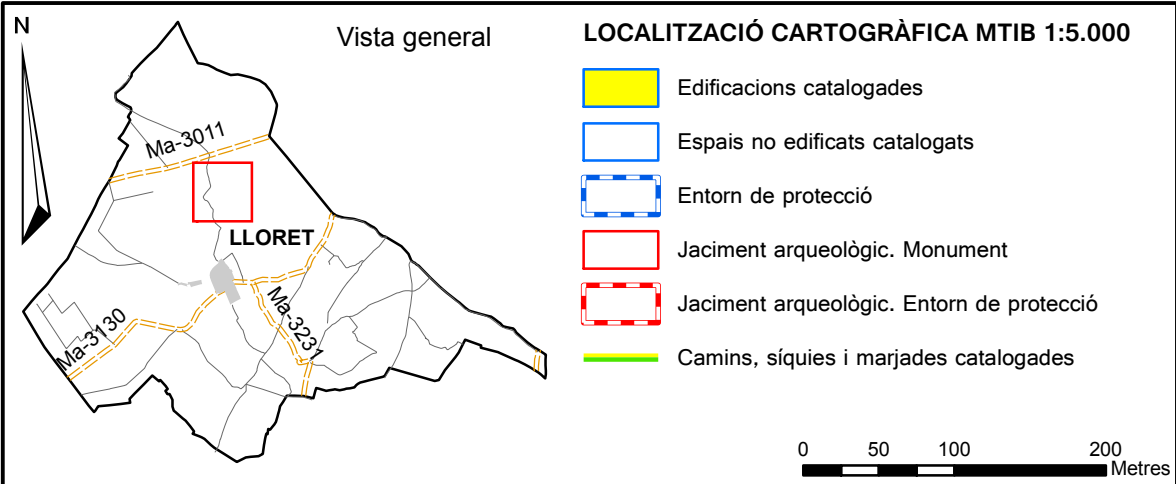 N
Vista general
Ma-3011
LLORET
Ma-3130
Ma-3231
LOCALITZACIÓ CARTOGRÀFICA MTIB 1:5.000
Edificacions catalogades
Espais no edificats catalogats
Entorn de protecció
Jaciment arqueològic. Monument
Jaciment arqueològic. Entorn de protecció
Camins, síquies i marjades catalogades
0 50 100 200
Metres